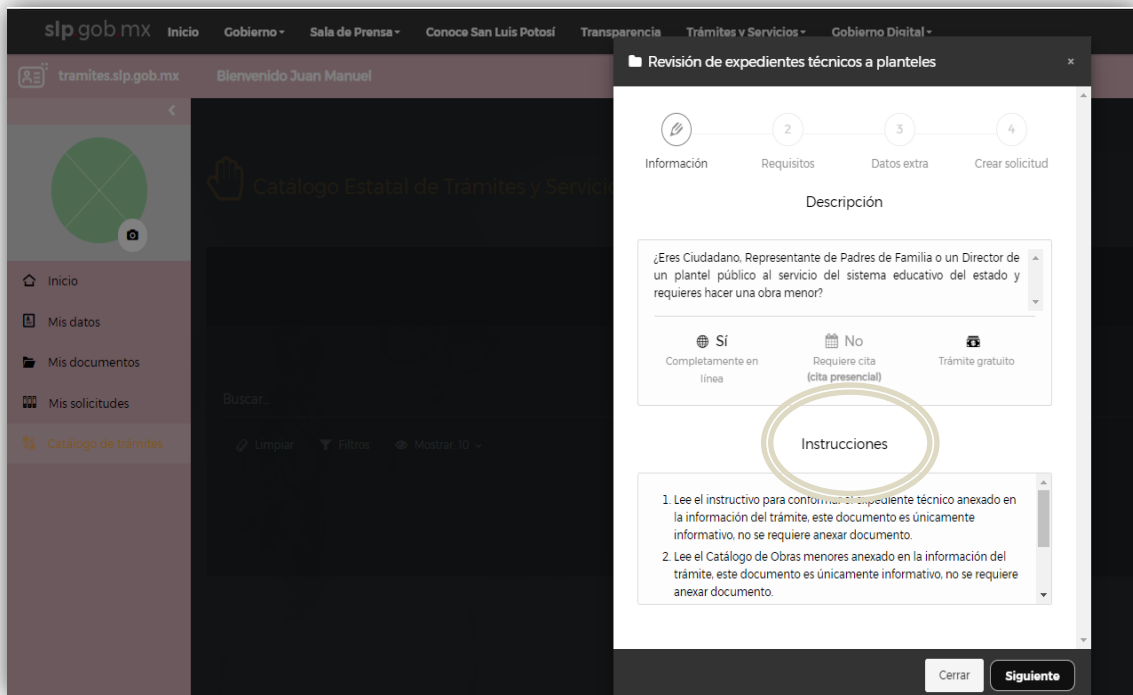 slp gob.mx Inicio Gobierno Sala de Prensa Conoce San Luis Potosí Transparencia Trámites y Servicios Gobierno Digital
tramites.slp.gob.mx Bienvenido Juan Manuel
Inicio
Mis datos
Mis documentos
Mis solicitudes
Catálogo de trámites
Catálogo Estatal de Trámites y Servicio
Buscar...
Limpiar Filtros Mostrar 10
Revisión de expedientes técnicos a planteles ×
2 3 4
Información Requisitos Datos extra Crear solicitud
Descripción
¿Eres Ciudadano, Representante de Padres de Familia o un Director de
un plantel público al servicio del sistema educativo del estado y
requieres hacer una obra menor?
Sí No
Completamente en Requiere cita Trámite gratuito
línea (cita presencial)
Instrucciones
1. Lee el instructivo para conformar el expediente técnico anexado en
la información del trámite, este documento es únicamente
informativo, no se requiere anexar documento.
2. Lee el Catálogo de Obras menores anexado en la información del
trámite, este documento es únicamente informativo, no se requiere
anexar documento.
Cerrar Siguiente